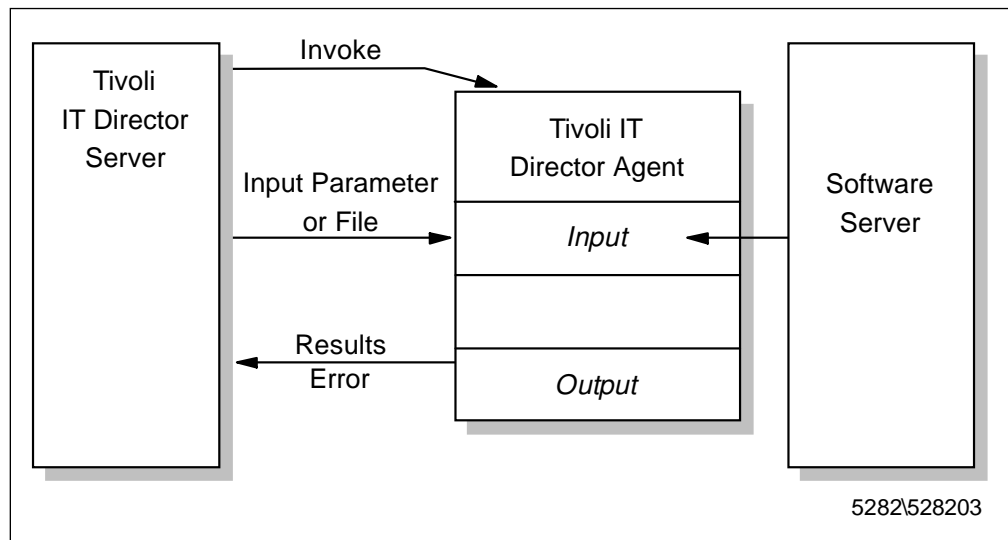 Tivoli
IT Director
Server
Invoke
Input Parameter
or File
Results
Error
Tivoli IT
Director Agent
Input
Output
Software
Server
5282\528203